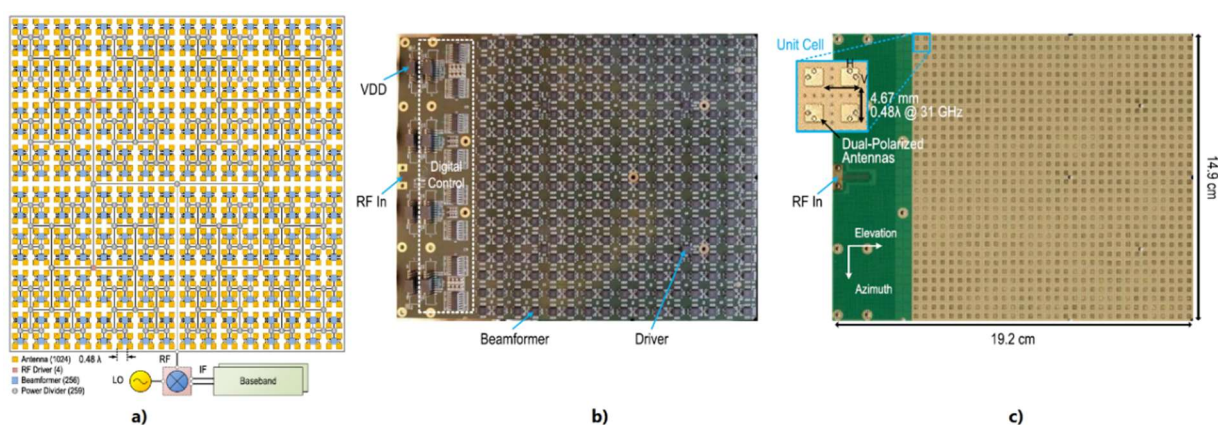 0.48 λ
Antenna (1024)
RF Driver (4)
Beamformer (256)
Power Divider (259)
RF
LO
IF
Baseband
a)
VDD
RF In
Digital
Control
Beamformer
Driver
b)
Unit Cell
H
V
4.67 mm
0.48λ @ 31 GHz
Dual-Polarized
Antennas
RF In
Elevation
Azimuth
14.9 cm
19.2 cm
c)